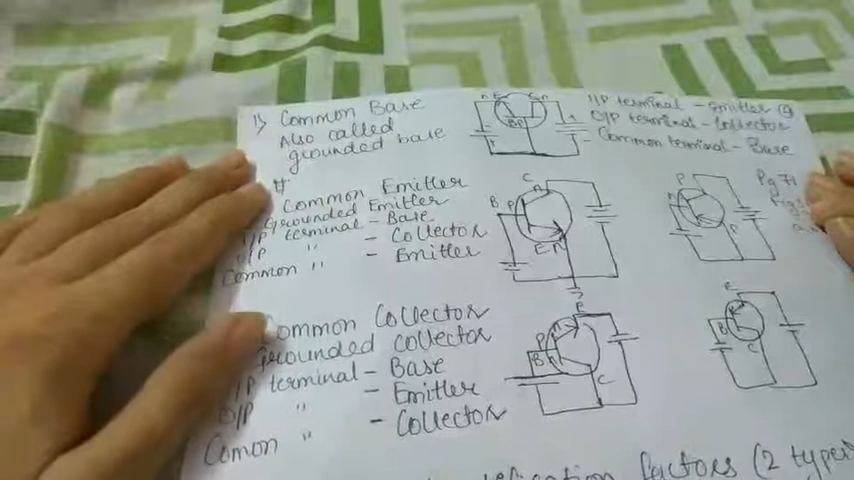 1) Common Base
Also called
grounded base
I/P terminal - Emitter
O/P terminal - Collector
Common terminal - Base
#
Common Emitter
Grounded Emitter
I/P terminal - Base
O/P " - Collector
Common " - Emitter
Pg 71
Common Collector
Grounded collector
I/P terminal - Base
O/P " - Emitter
Comon " - Collector
factors (2 types
n
E
C
n
B
P
C
n
B
P
E
n
P
n
P
E
P
n
B
n
C
E
B
C